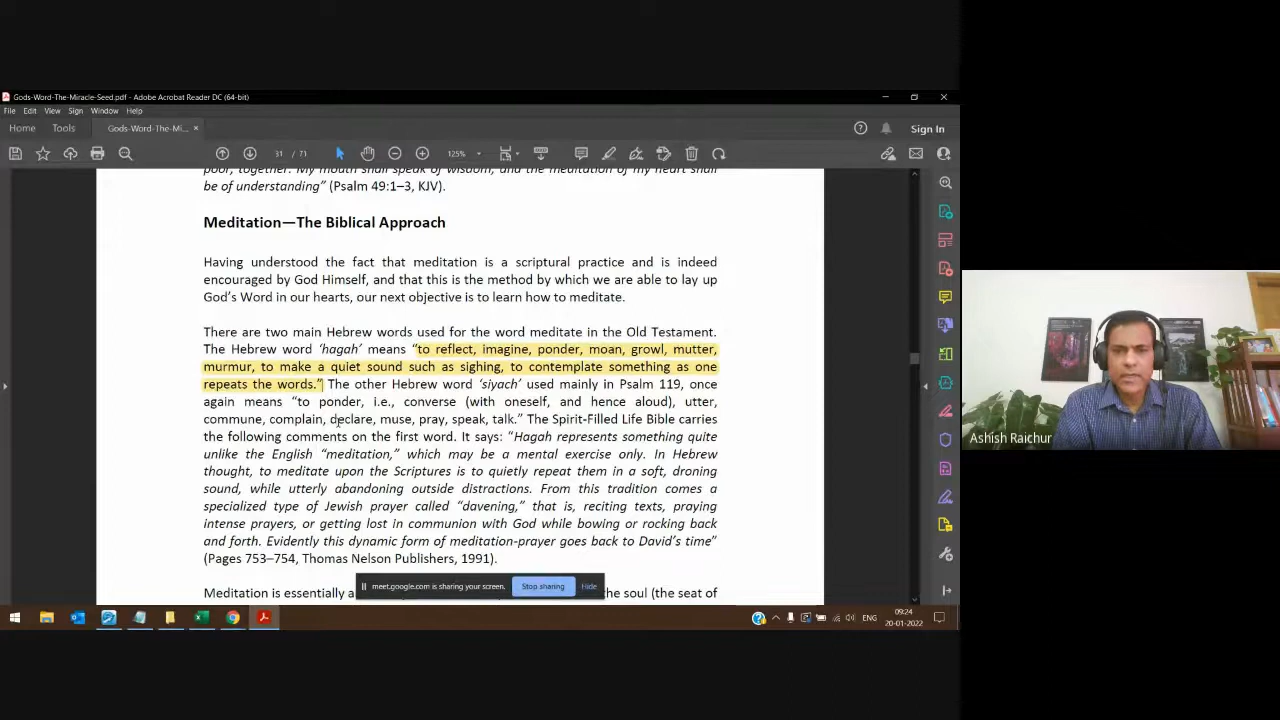 Gods-Word-The-Miracle-Seed.pdf - Adobe Acrobat Reader DC (64-bit)
File Edit View Sign Window Help
Home Tools Gods-Word-The-Mi... × Sign In
31 / 71 125%
poor, together. My mouth shall speak of wisdom, and the meditation of my heart shall
be of understanding” (Psalm 49:1–3, KJV).
Meditation—The Biblical Approach
Having understood the fact that meditation is a scriptural practice and is indeed
encouraged by God Himself, and that this is the method by which we are able to lay up
God’s Word in our hearts, our next objective is to learn how to meditate.
There are two main Hebrew words used for the word meditate in the Old Testament.
The Hebrew word ‘hagah’ means “to reflect, imagine, ponder, moan, growl, mutter,
murmur, to make a quiet sound such as sighing, to contemplate something as one
repeats the words.” The other Hebrew word ‘siyach’ used mainly in Psalm 119, once
again means “to ponder, i.e., converse (with oneself, and hence aloud), utter,
commune, complain, declare, muse, pray, speak, talk.” The Spirit-Filled Life Bible carries
the following comments on the first word. It says: “Hagah represents something quite
unlike the English “meditation,” which may be a mental exercise only. In Hebrew
thought, to meditate upon the Scriptures is to quietly repeat them in a soft, droning
sound, while utterly abandoning outside distractions. From this tradition comes a
specialized type of Jewish prayer called “davening,” that is, reciting texts, praying
intense prayers, or getting lost in communion with God while bowing or rocking back
and forth. Evidently this dynamic form of meditation-prayer goes back to David’s time”
(Pages 753–754, Thomas Nelson Publishers, 1991).
Meditation is essentially a the soul (the seat of
meet.google.com is sharing your screen. Stop sharing Hide
ENG 09:24
20-01-2022
Ashish Raichur